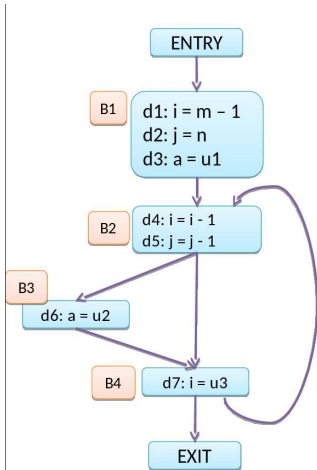 ENTRY
B1
d1: i = m – 1
d2: j = n
d3: a = u1
B2
d4: i = i - 1
d5: j = j - 1
B3
d6: a = u2
B4
d7: i = u3
EXIT